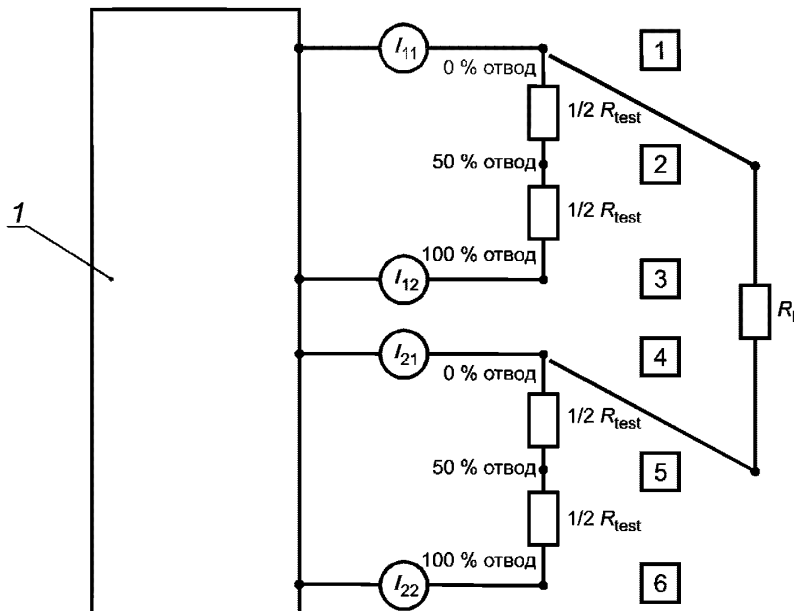 I11
1
0 % отвод
1/2 Rtest
50 % отвод
2
1/2 Rtest
1
100 % отвод
I12
3
I21
4
0 % отвод
1/2 Rtest
50 % отвод
5
1/2 Rtest
100 % отвод
I22
6